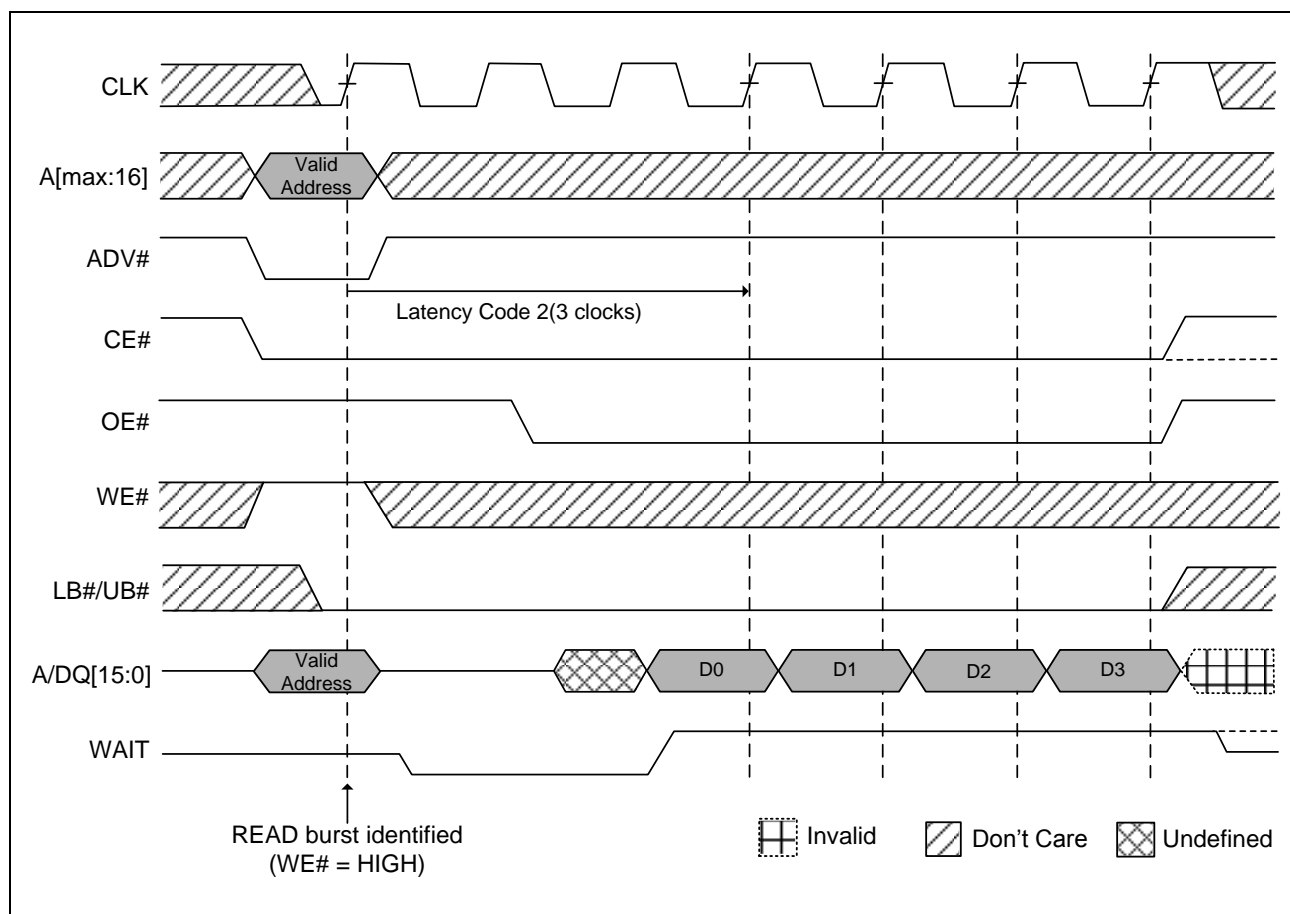 CLK
A[max:16]
Valid
Address
ADV#
Latency Code 2(3 clocks)
CE#
OE#
WE#
LB#/UB#
A/DQ[15:0]
Valid
Address
D0
D1
D2
D3
WAIT
READ burst identified
(WE# = HIGH)
Invalid
Don't Care
Undefined